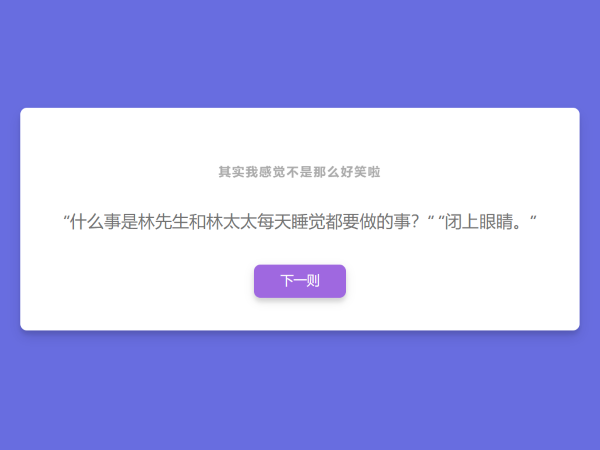 其实我感觉不是那么好笑啦
“什么事是林先生和林太太每天睡觉都要做的事？“ “闭上眼睛。”
下一则